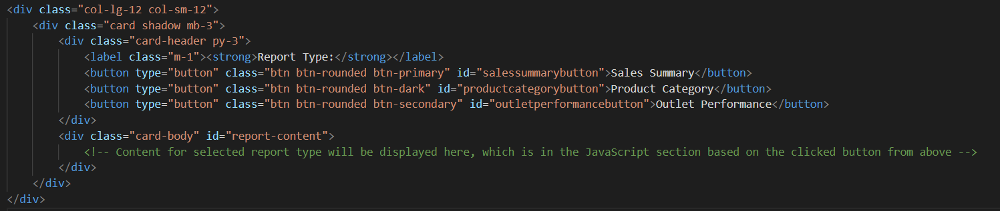 <div class="col-lg-12 col-sm-12">
    <div class="card shadow mb-3">
        <div class="card-header py-3">
            <label class="m-1"><strong>Report Type:</strong></label>
            <button type="button" class="btn btn-rounded btn-primary" id="salessummarybutton">Sales Summary</button>
            <button type="button" class="btn btn-rounded btn-dark" id="productcategorybutton">Product Category</button>
            <button type="button" class="btn btn-rounded btn-secondary" id="outletperformancebutton">Outlet Performance</button>
        </div>
        <div class="card-body" id="report-content">
            <!-- Content for selected report type will be displayed here, which is in the JavaScript section based on the clicked button from above -->
        </div>
    </div>
</div>